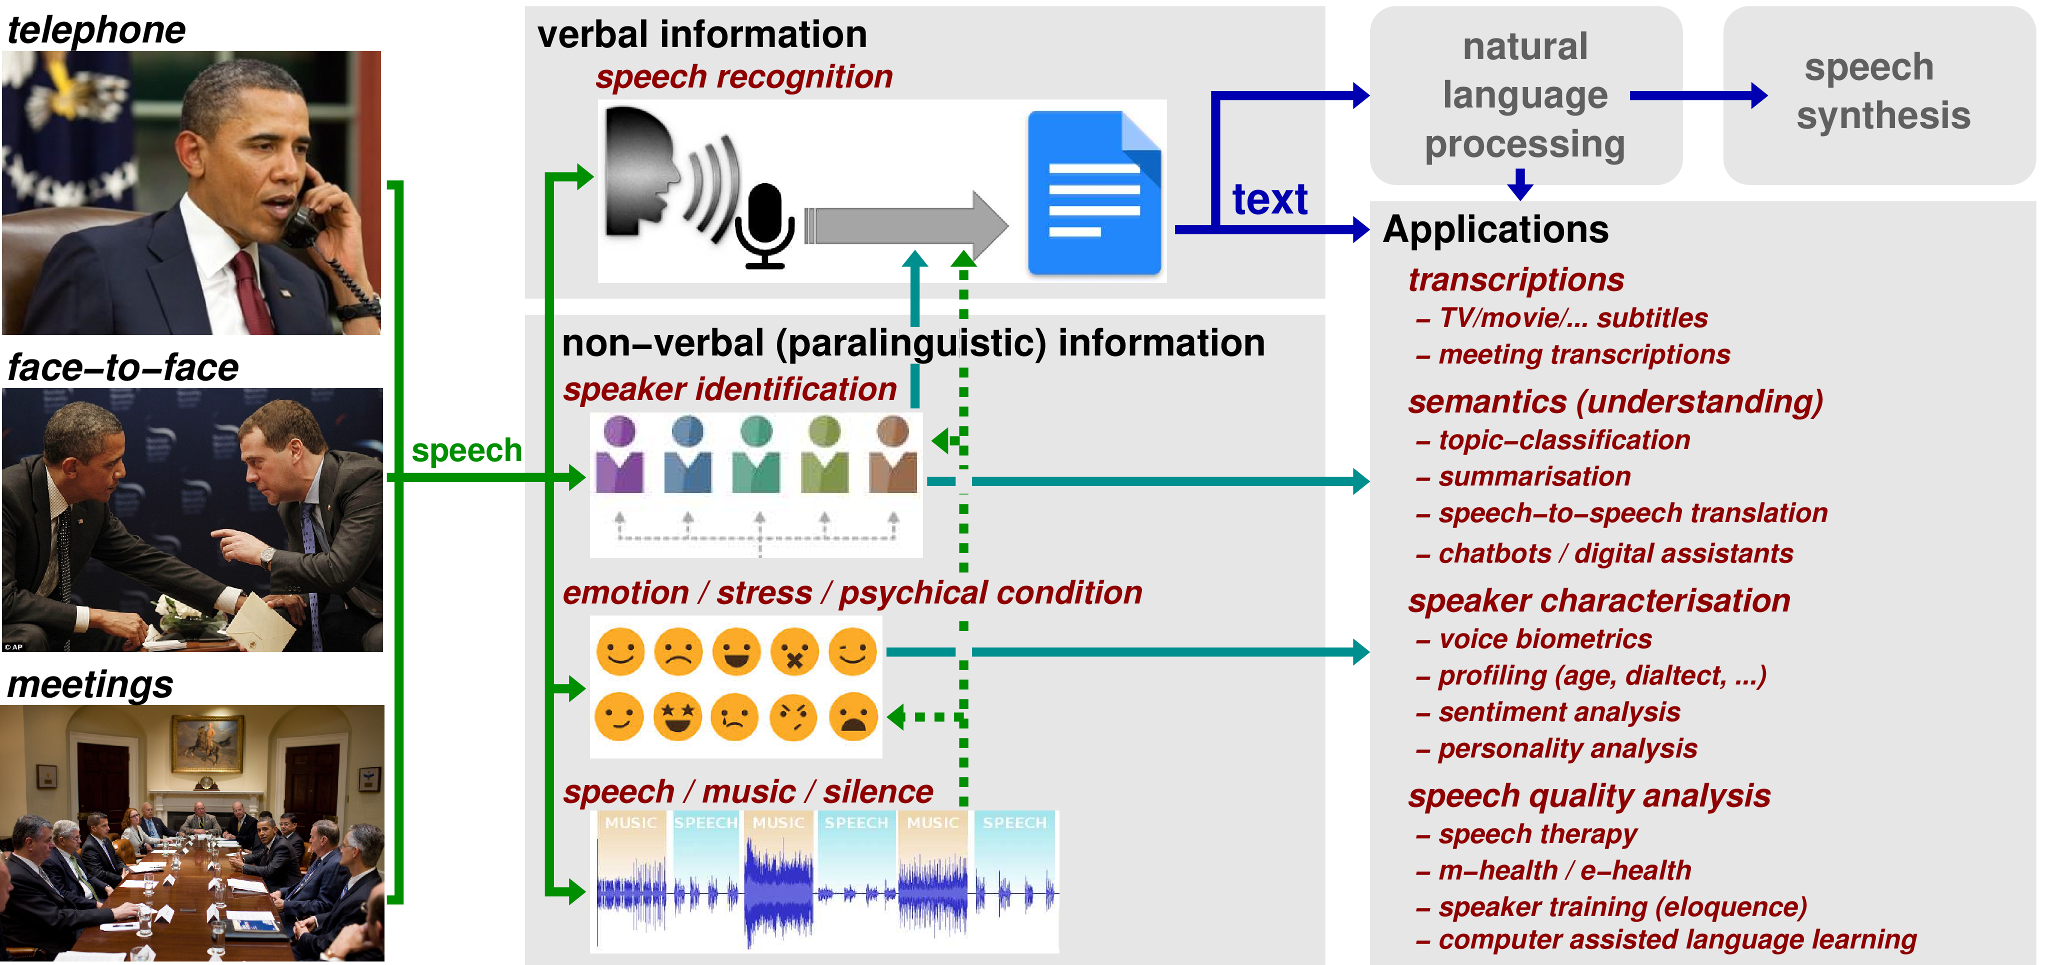 telephone
face–to–face
© AP
meetings
speech
verbal information
speech recognition
text
non–verbal (paralinguistic) information
speaker identification
emotion / stress / psychical condition
speech / music / silence
MUSIC SPEECH MUSIC SPEECH MUSIC SPEECH
natural
language
processing
speech
synthesis
Applications
transcriptions
– TV/movie/... subtitles
– meeting transcriptions
semantics (understanding)
– topic–classification
– summarisation
– speech–to–speech translation
– chatbots / digital assistants
speaker characterisation
– voice biometrics
– profiling (age, dialtect, ...)
– sentiment analysis
– personality analysis
speech quality analysis
– speech therapy
– m–health / e–health
– speaker training (eloquence)
– computer assisted language learning